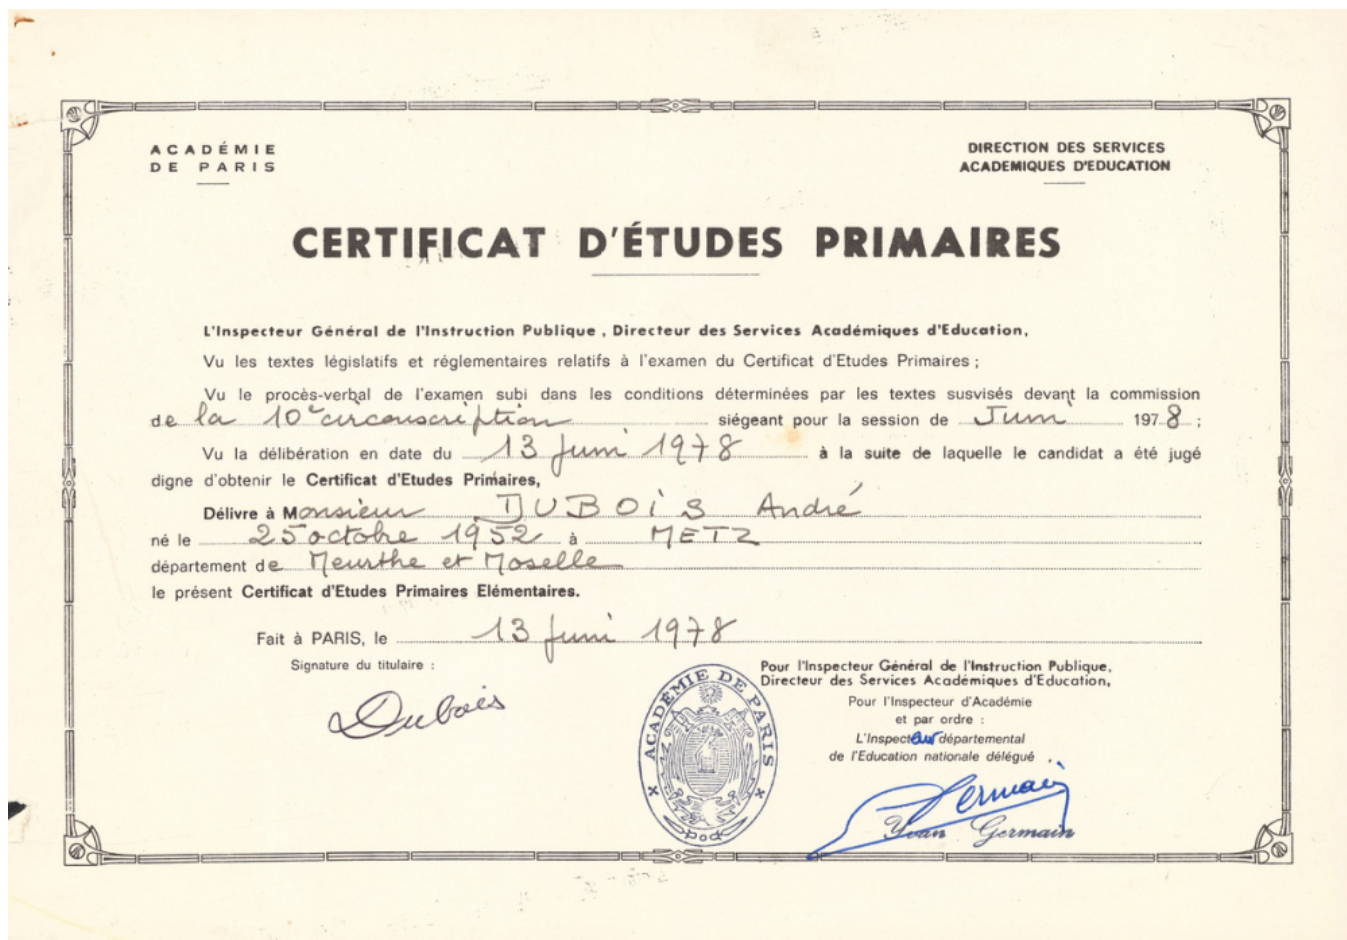 ACADÉMIE
DE PARIS
DIRECTION DES SERVICES
ACADEMIQUES D'EDUCATION
CERTIFICAT D'ÉTUDES PRIMAIRES
L'Inspecteur Général de l'Instruction Publique, Directeur des Services Académiques d'Education,
Vu les textes législatifs et réglementaires relatifs à l'examen du Certificat d'Etudes Primaires ;
Vu le procès-verbal de l'examen subi dans les conditions déterminées par les textes susvisés devant la commission
de la 10e circonscription siégeant pour la session de Juin 1978 ;
Vu la délibération en date du 13 Juin 1978 à la suite de laquelle le candidat a été jugé
digne d'obtenir le Certificat d'Etudes Primaires,
Délivre à Monsieur DUBOIS André
né le 25 octobre 1952 à METZ
département de Meurthe et Moselle
le présent Certificat d'Etudes Primaires Elémentaires.
Fait à PARIS, le 13 Juin 1978
Signature du titulaire :
Dubois
ACADÉMIE DE PARIS
Pour l'Inspecteur Général de l'Instruction Publique,
Directeur des Services Académiques d'Education,
Pour l'Inspecteur d'Académie
et par ordre :
L'Inspecteur départemental
de l'Education nationale délégué
Germain
Yvan Germain